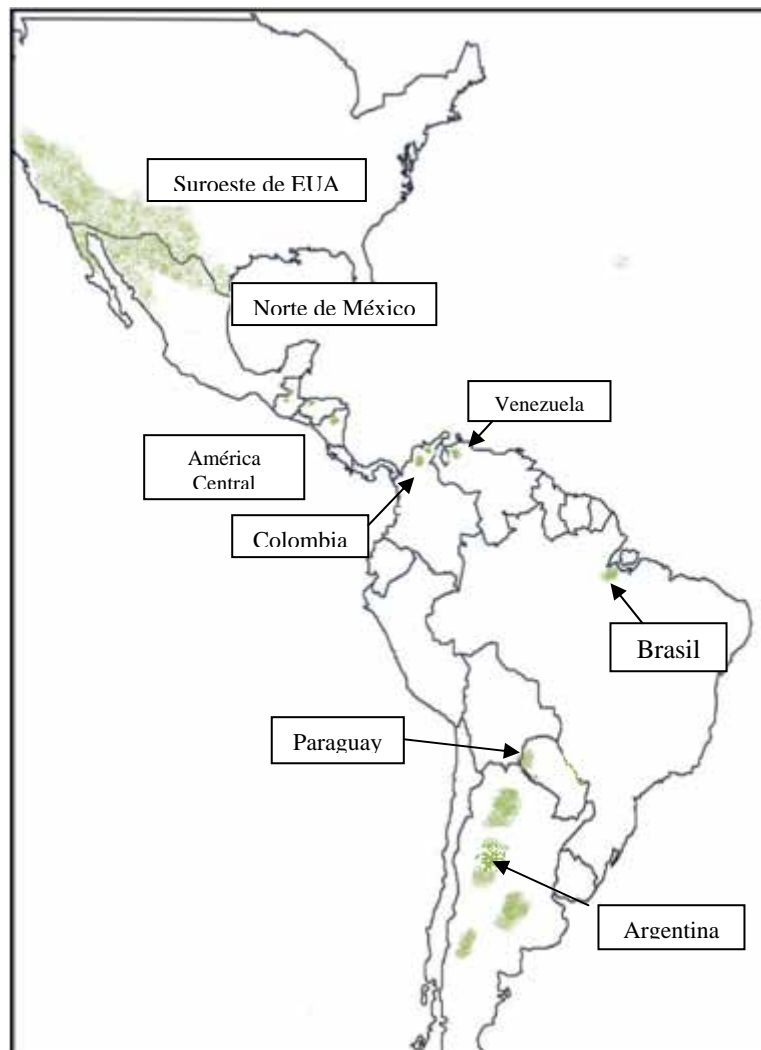 Suroeste de EUA
Norte de México
Venezuela
América
Central
Colombia
Brasil
Paraguay
Argentina